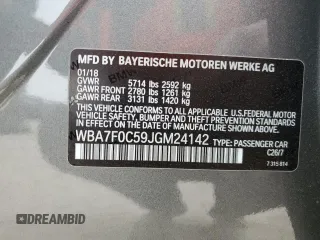 MFD BY BAYERISCHE MOTOREN WERKE AG
01/18
GVWR 5714 lbs 2592 kg
GAWR FRONT 2780 lbs 1261 kg
GAWR REAR 3131 lbs 1420 kg
THIS VEHICLE CONFORMS TO ALL APPLICABLE U.S.FEDERAL MOTOR
VEHICLE SAFETY, BUMPER AND THEFT PREVENTION STANDARDS IN
EFFECT ON THE DATE OF MANUFACTURE SHOWN ABOVE.
WBA7F0C59JGM24142 TYPE: PASSENGER CAR
C26/7
7 315 814
DREAMBID